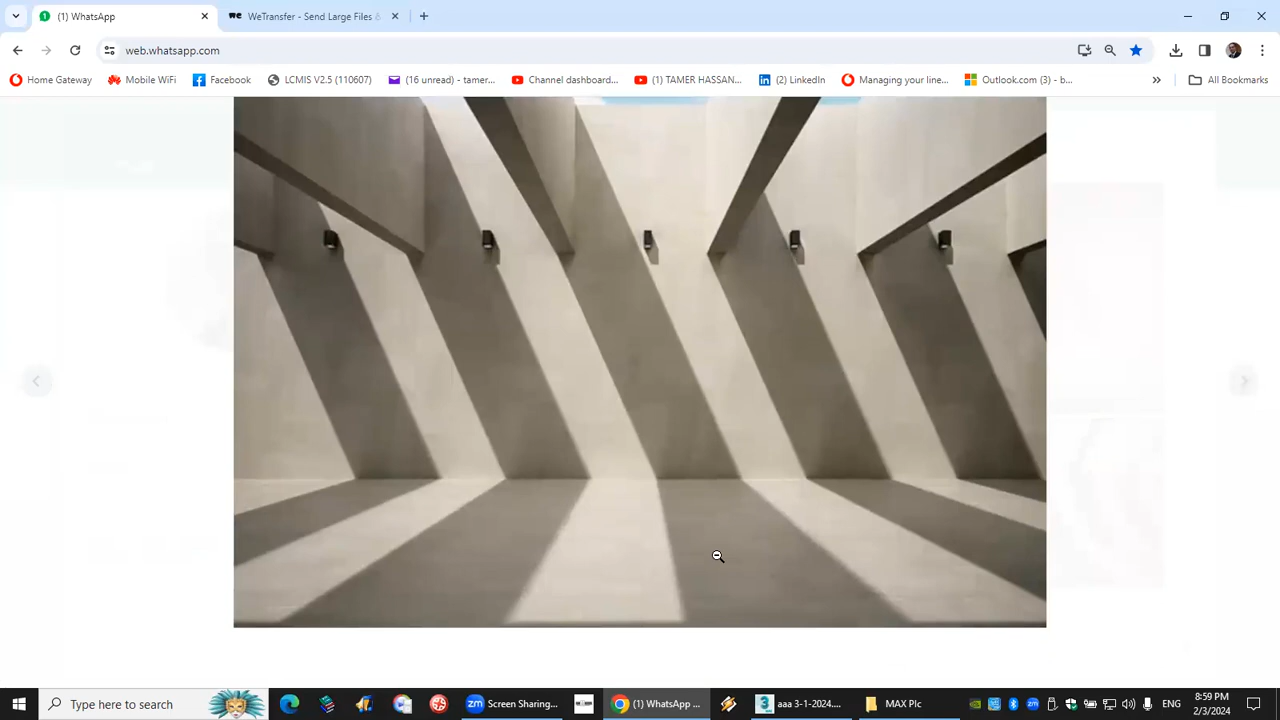 (1) WhatsApp
WeTransfer - Send Large Files &
web.whatsapp.com
Home Gateway
Mobile WiFi
Facebook
LCMIS V2.5 (110607)
(16 unread) - tamer...
Channel dashboard...
(1) TAMER HASSAN...
(2) LinkedIn
Managing your line...
Outlook.com (3) - b...
All Bookmarks
Type here to search
Screen Sharing...
(1) WhatsApp ...
aaa 3-1-2024....
MAX Plc
ENG
8:59 PM
2/3/2024